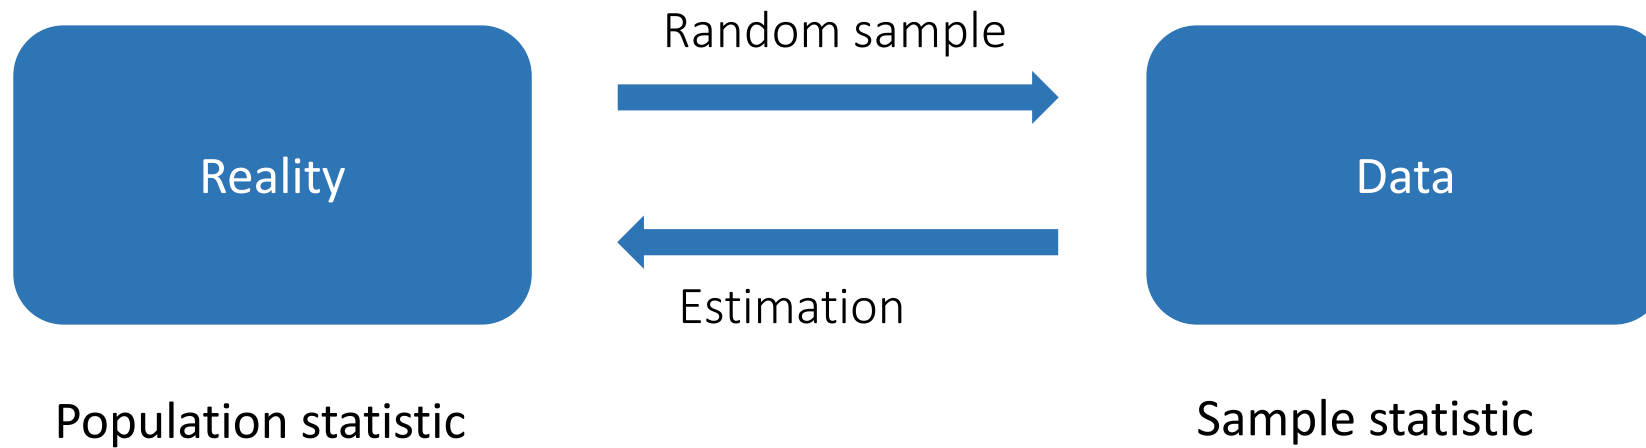 Random sample
Reality
Data
Estimation
Population statistic
Sample statistic